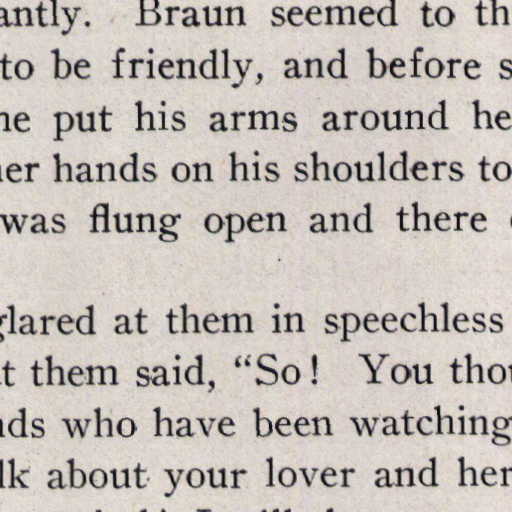 antly. Braun seemed to th
to be friendly, and before s
he put his arms around he
her hands on his shoulders to
was flung open and there
glared at them in speechless
t them said, “So! You thou
nds who have been watching
lk about your lover and her